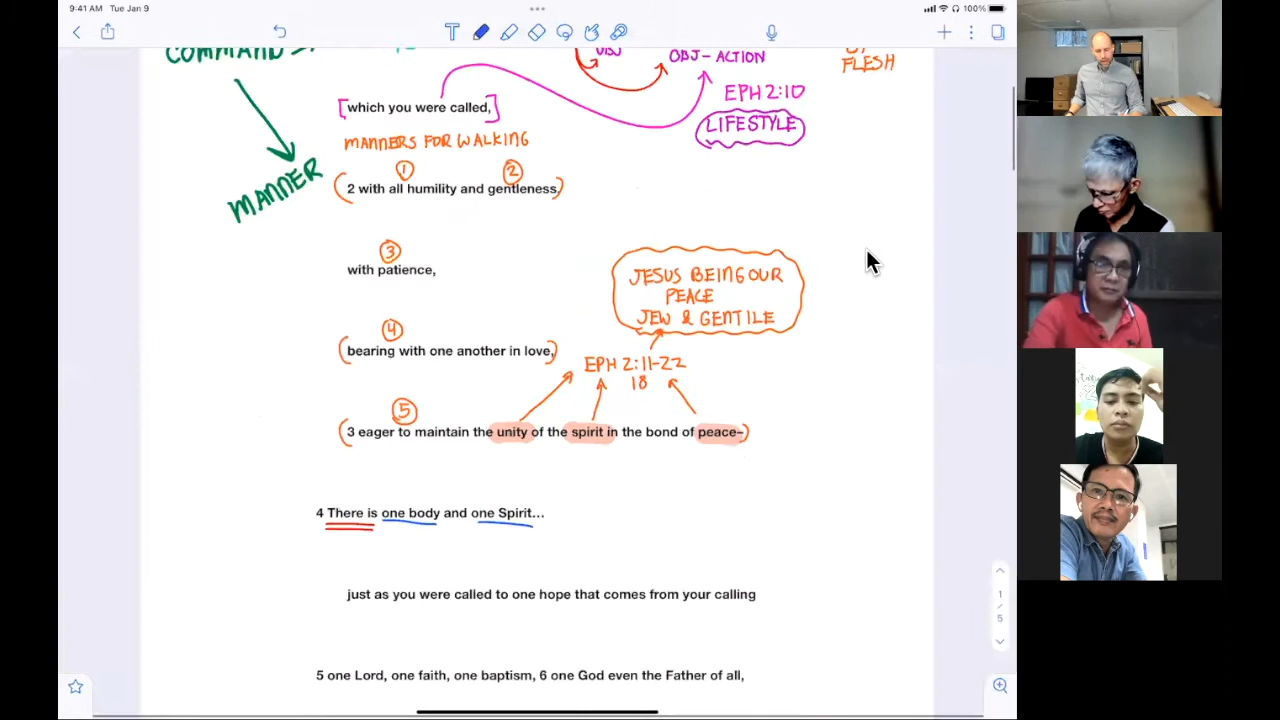 9:41 AM Tue Jan 9
100%
COMMAND
OBJ
OBJ-ACTION
OF
FLESH
[which you were called,]
EPH 2:10
LIFESTYLE
MANNERS FOR WALKING
MANNER
1
2
(2 with all humility and gentleness,)
3
with patience,
JESUS BEING OUR
PEACE
JEW & GENTILE
4
(bearing with one another in love,)
EPH 2:11-22
18
5
(3 eager to maintain the unity of the spirit in the bond of peace–)
4 There is one body and one Spirit...
just as you were called to one hope that comes from your calling
5 one Lord, one faith, one baptism, 6 one God even the Father of all,
1
/
5